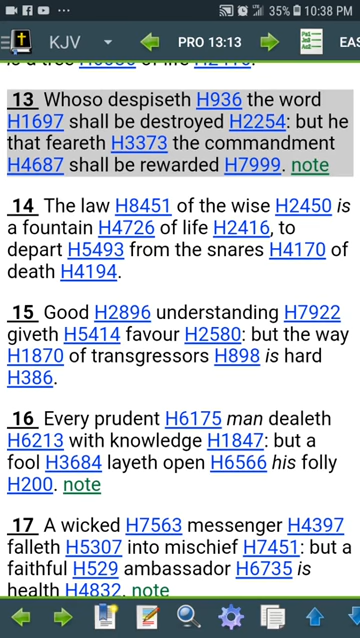 35% 10:38 PM
KJV PRO 13:13 EAS
13 Whoso despiseth H936 the word
H1697 shall be destroyed H2254: but he
that feareth H3373 the commandment
H4687 shall be rewarded H7999. note
14 The law H8451 of the wise H2450 is
a fountain H4726 of life H2416, to
depart H5493 from the snares H4170 of
death H4194.
15 Good H2896 understanding H7922
giveth H5414 favour H2580: but the way
H1870 of transgressors H898 is hard
H386.
16 Every prudent H6175 man dealeth
H6213 with knowledge H1847: but a
fool H3684 layeth open H6566 his folly
H200. note
17 A wicked H7563 messenger H4397
falleth H5307 into mischief H7451: but a
faithful H529 ambassador H6735 is
health H4832. note